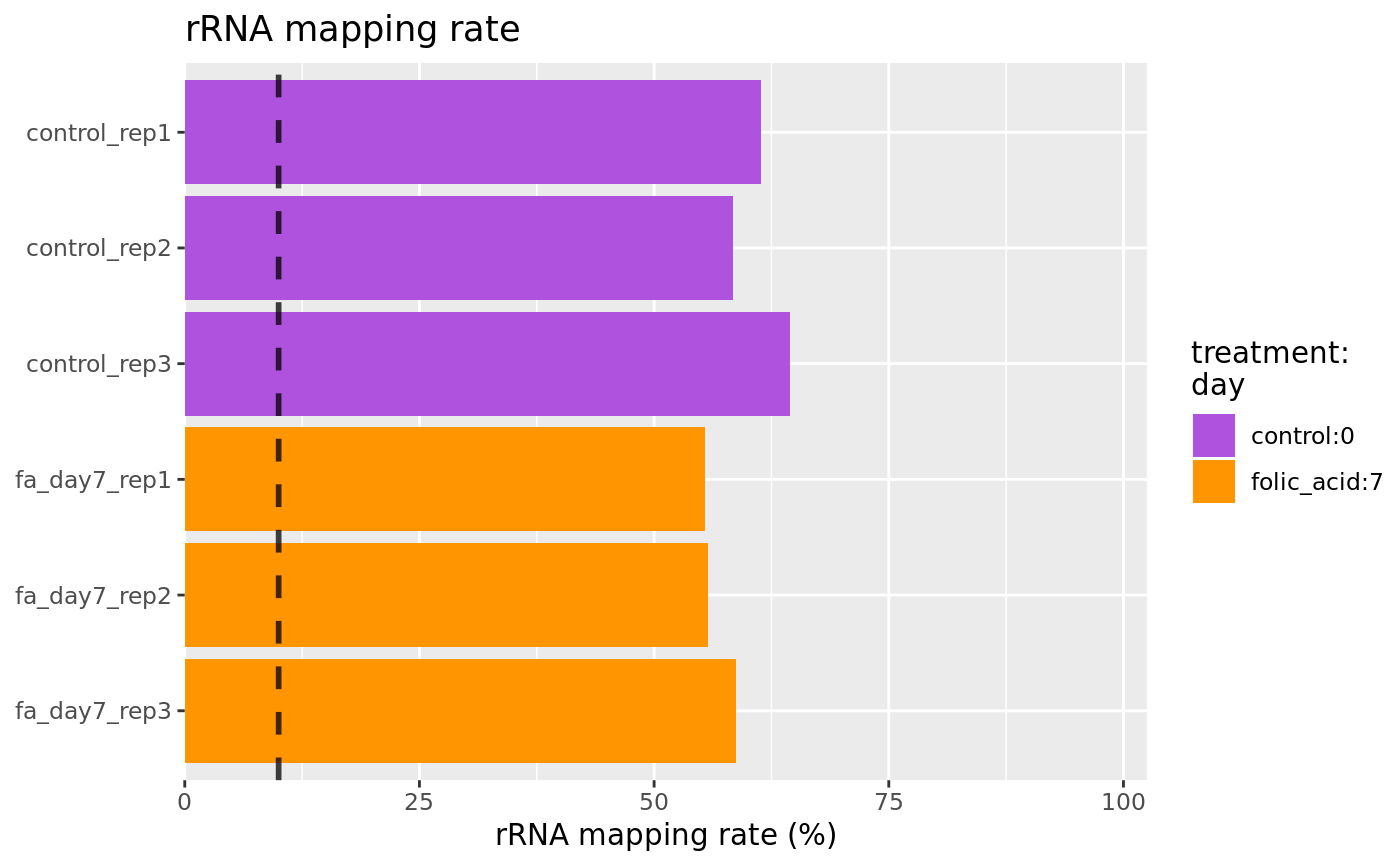 rRNA mapping rate
control_rep1
control_rep2
control_rep3
fa_day7_rep1
fa_day7_rep2
fa_day7_rep3
0 25 50 75 100
rRNA mapping rate (%)
treatment:
day
control:0
folic_acid:7